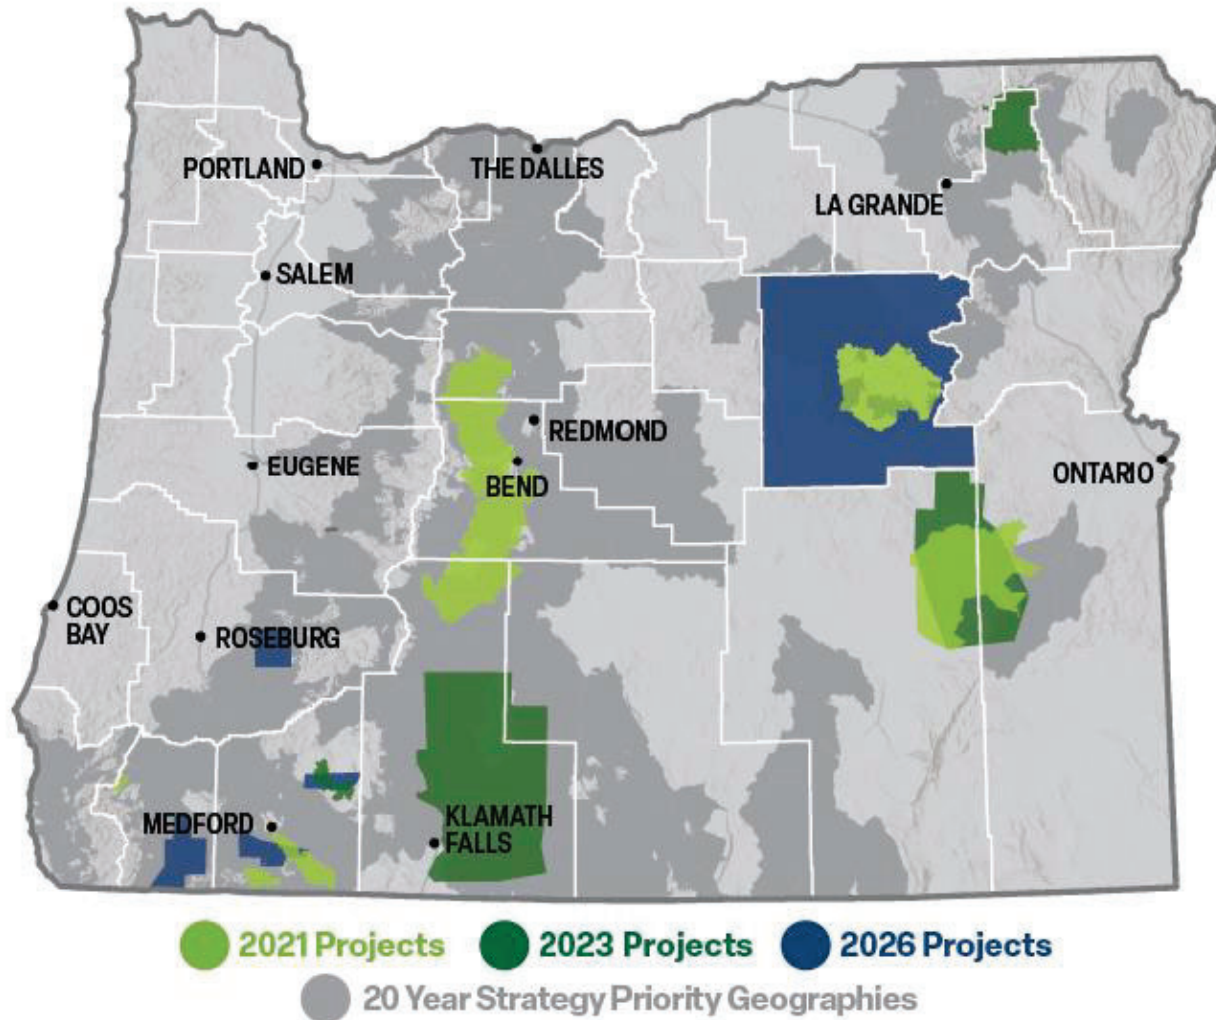 PORTLAND
THE DALLES
LA GRANDE
SALEM
REDMOND
EUGENE
BEND
ONTARIO
COOS
BAY
ROSEBURG
MEDFORD
KLAMATH
FALLS
2021 Projects
2023 Projects
2026 Projects
20 Year Strategy Priority Geographies